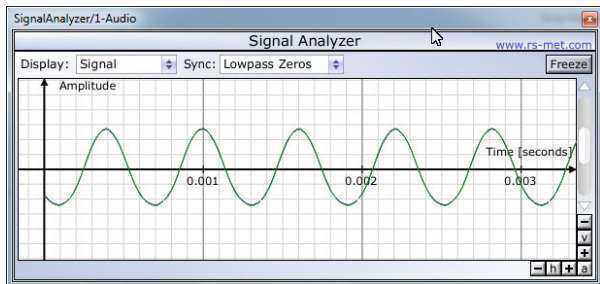 SignalAnalyzer/1-Audio
Signal Analyzer
www.rs-met.com
Display: Signal Sync: Lowpass Zeros Freeze
Amplitude
Time [seconds]
0.001 0.002 0.003
-
v
+
- h + a